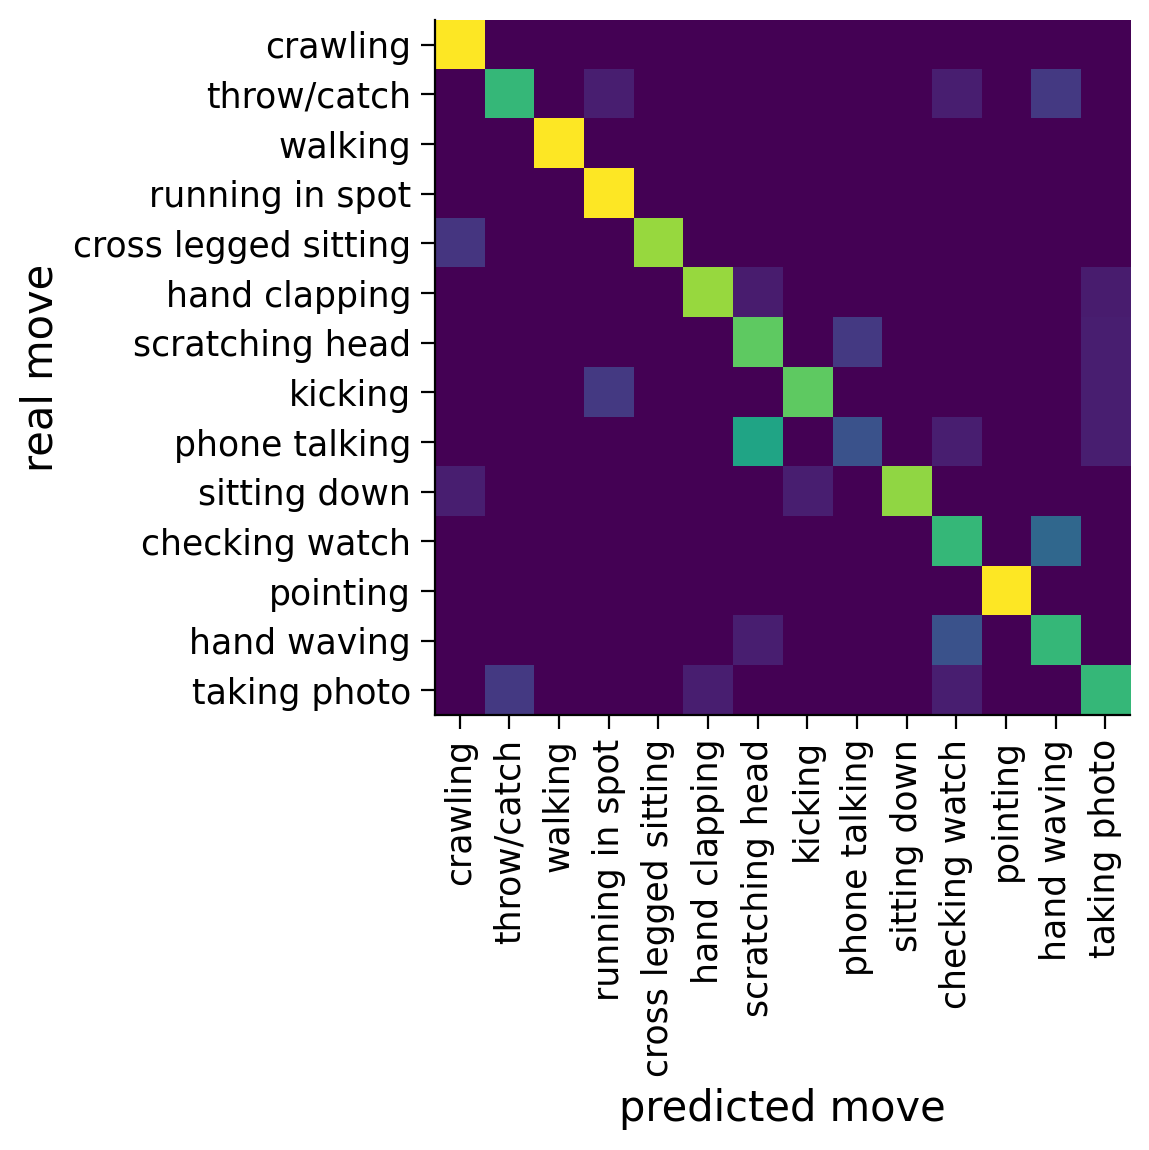 crawling
throw/catch
walking
running in spot
cross legged sitting
hand clapping
scratching head
kicking
phone talking
sitting down
checking watch
pointing
hand waving
taking photo
real move
crawling
throw/catch
walking
running in spot
cross legged sitting
hand clapping
scratching head
kicking
phone talking
sitting down
checking watch
pointing
hand waving
taking photo
predicted move